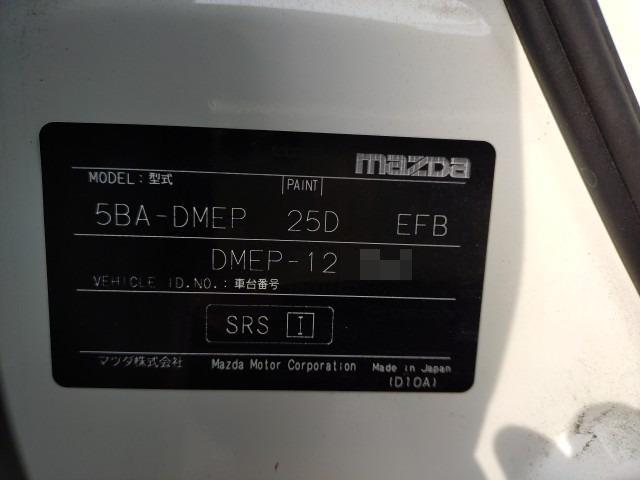 mazda
MODEL:型式 PAINT
5BA-DMEP 25D EFB
DMEP-12
VEHICLE ID.NO.:車台番号
SRS I
マツダ株式会社 Mazda Motor Corporation Made in Japan
(D10A)